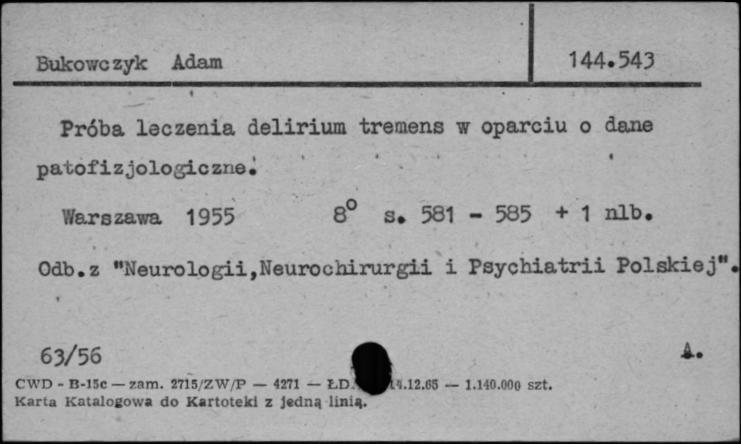 Bukowczyk Adam 144.543
Próba leczenia delirium tremens w oparciu o dane
patofizjologiczne.
Warszawa 1955 8° s. 581 - 585 + 1 nlb.
Odb.z "Neurologii,Neurochirurgii i Psychiatrii Polskiej".
63/56 A.
CWD - B-15c — zam. 2715/ZW/P — 4271 — ŁD. 14.12.65 — 1.140.000 szt.
Karta Katalogowa do Kartoteki z jedną linią.